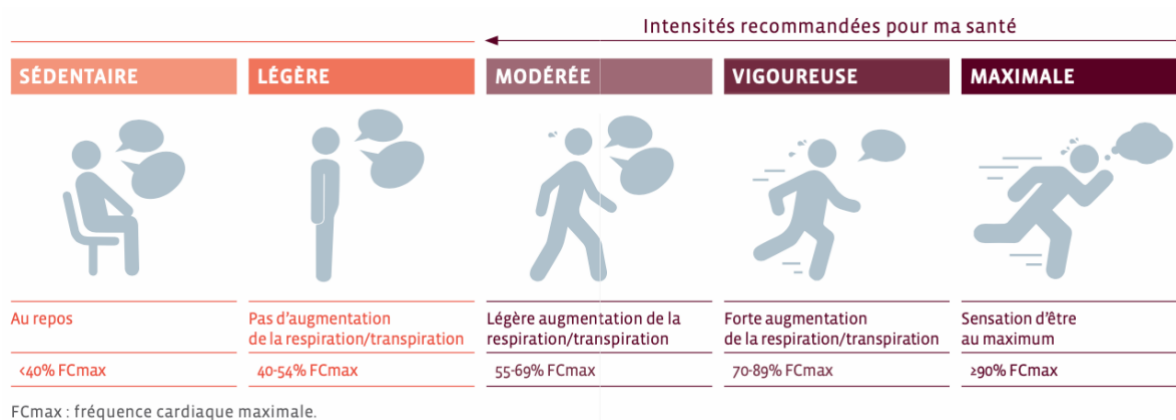 Intensités recommandées pour ma santé
SÉDENTAIRE
LÉGÈRE
MODÉRÉE
VIGOUREUSE
MAXIMALE
Au repos
Pas d'augmentation
de la respiration/transpiration
Légère augmentation de la
respiration/transpiration
Forte augmentation
de la respiration/transpiration
Sensation d'être
au maximum
<40% FCmax
40-54% FCmax
55-69% FCmax
70-89% FCmax
≥90% FCmax
FCmax : fréquence cardiaque maximale.